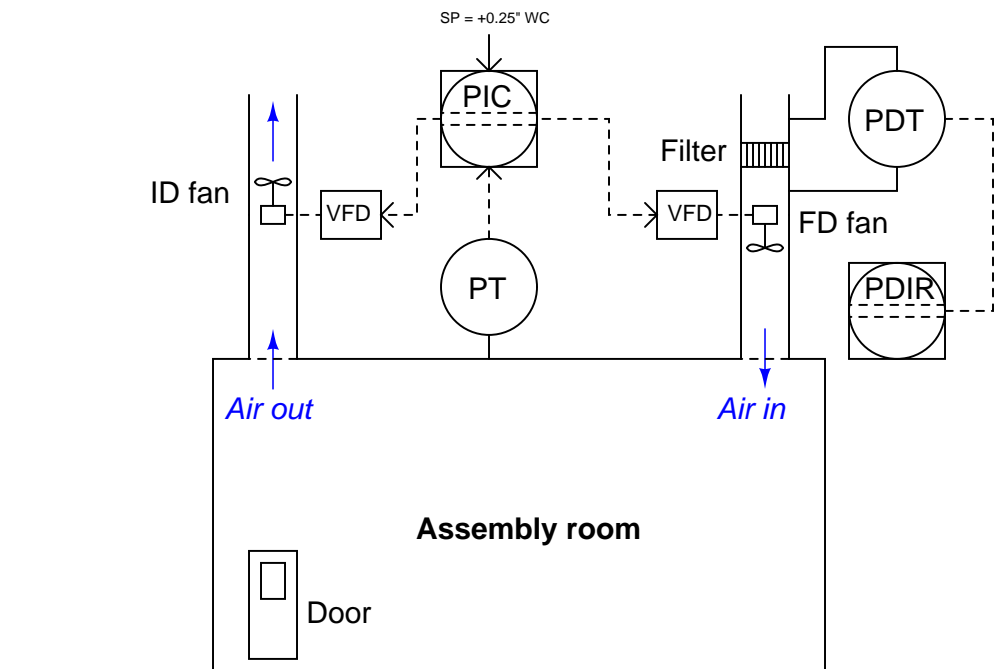 SP = +0.25" WC
PIC
PDT
Filter
ID fan
VFD
VFD
FD fan
PT
PDIR
Air out
Air in
Assembly room
Door